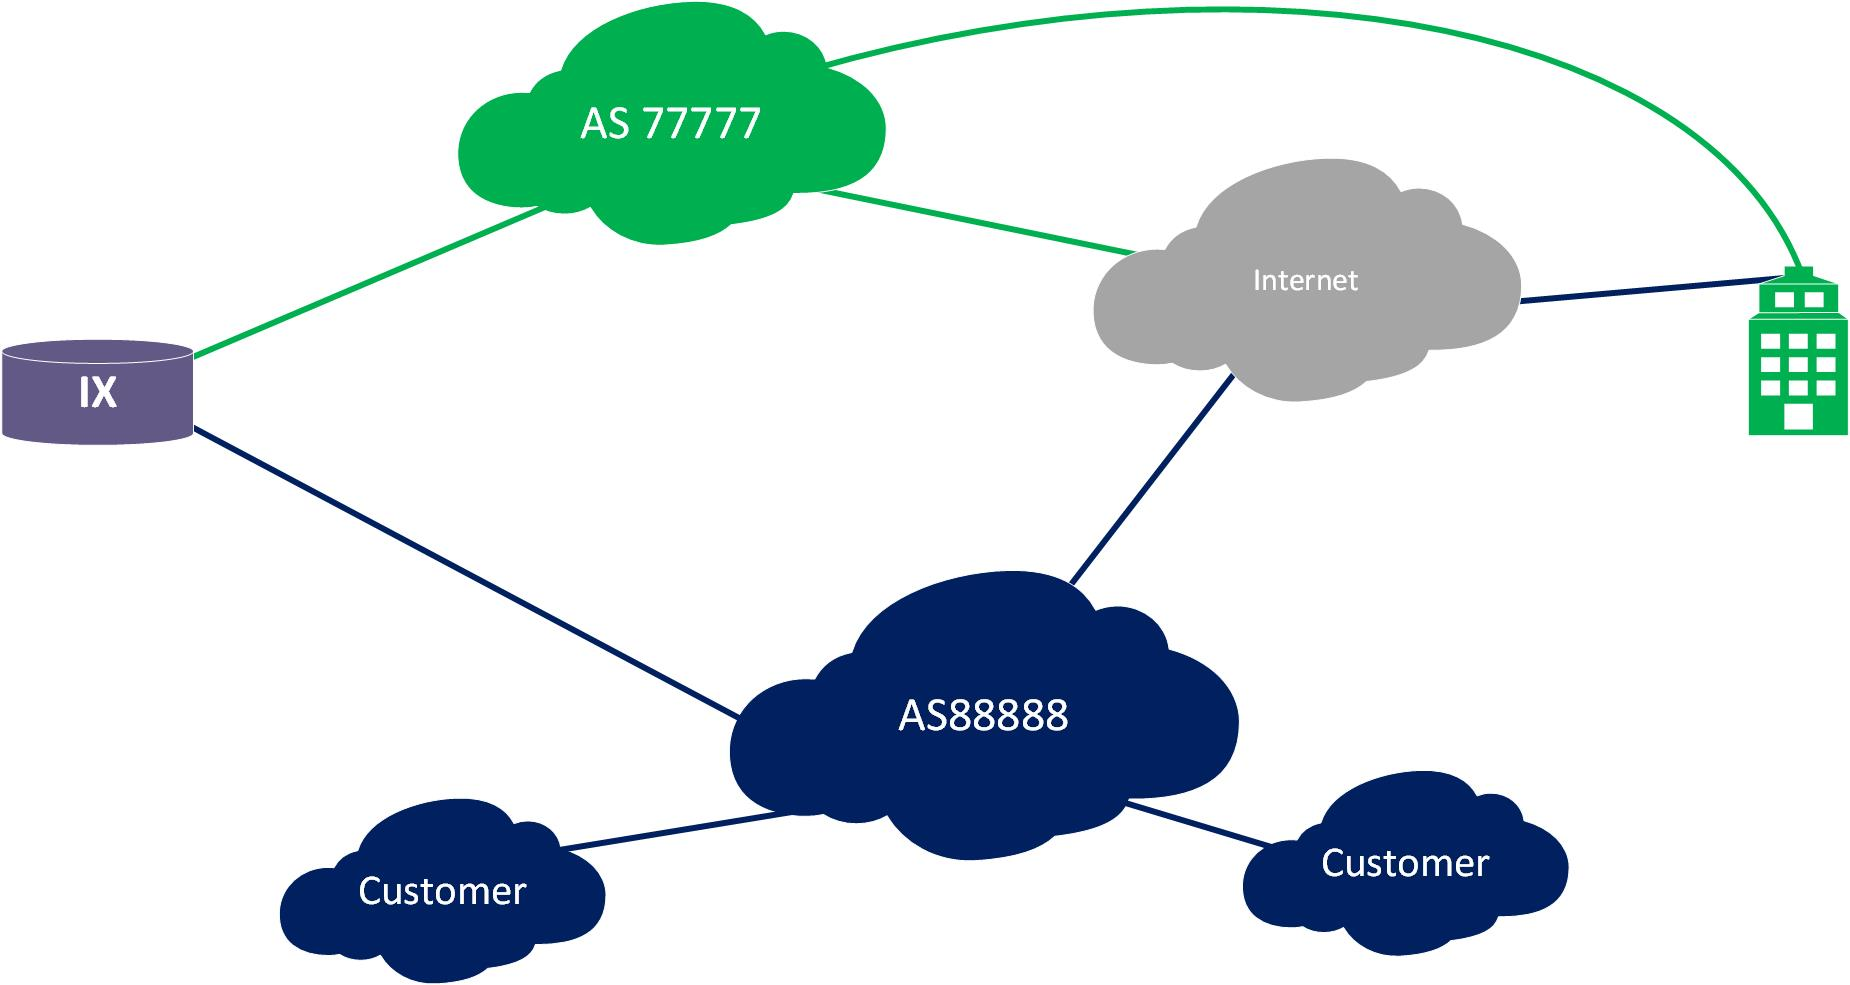 AS 77777
Internet
IX
AS88888
Customer
Customer